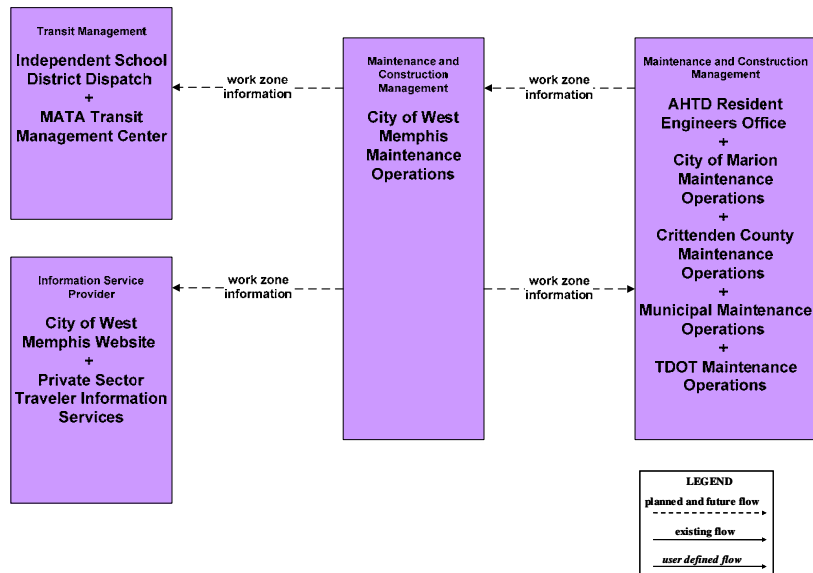 Transit Management
Independent School
District Dispatch
+
MATA Transit
Management Center
work zone
information
Maintenance and
Construction
Management
City of West
Memphis
Maintenance
Operations
work zone
information
Maintenance and Construction
Management
AHTD Resident
Engineers Office
+
City of Marion
Maintenance
Operations
+
Crittenden County
Maintenance
Operations
+
Municipal Maintenance
Operations
+
TDOT Maintenance
Operations
Information Service
Provider
City of West
Memphis Website
+
Private Sector
Traveler Information
Services
work zone
information
work zone
information
LEGEND
planned and future flow
existing flow
user defined flow